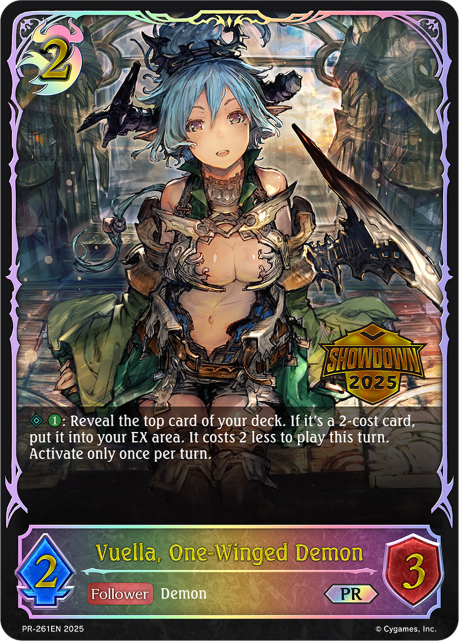 2
SHOWDOWN
2025
1: Reveal the top card of your deck. If it's a 2-cost card,
put it into your EX area. It costs 2 less to play this turn.
Activate only once per turn.
Vuella, One-Winged Demon
2
Follower Demon PR
3
PR-261EN 2025 © Cygames, Inc.